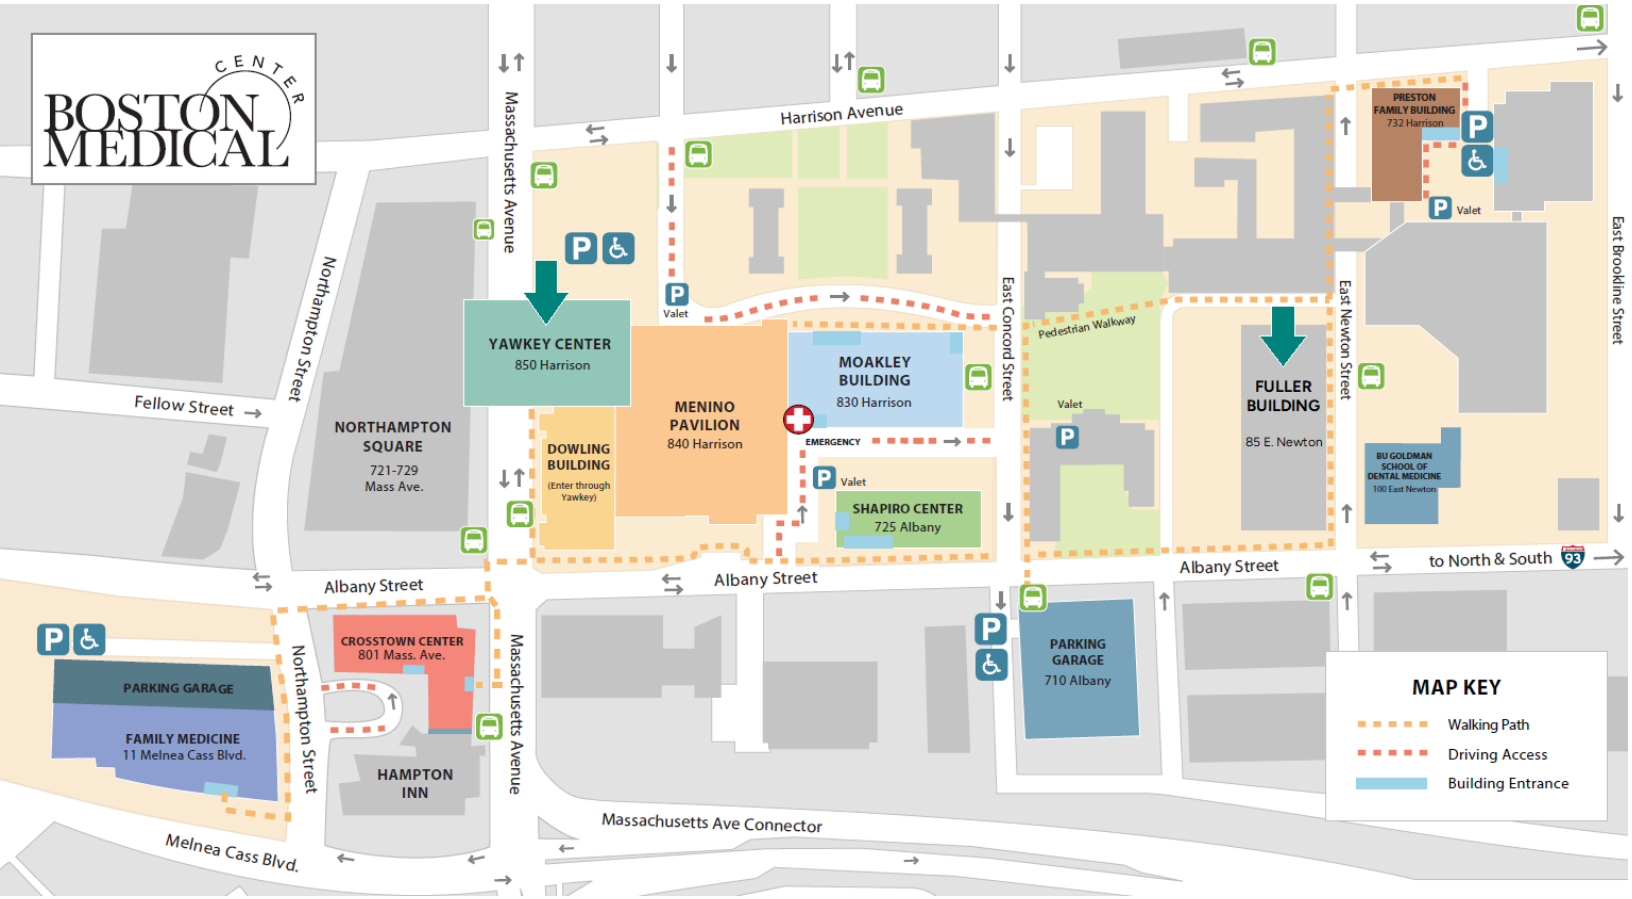 CENTER
BOSTON
MEDICAL
Harrison Avenue
Massachusetts Avenue
PRESTON
FAMILY BUILDING
732 Harrison
P
P
Valet
East Brookline Street
P
P
Valet
Northampton Street
YAWKEY CENTER
850 Harrison
East Concord Street
Pedestrian Walkway
East Newton Street
MOAKLEY
BUILDING
830 Harrison
FULLER
BUILDING
85 E. Newton
Fellow Street
NORTHAMPTON
SQUARE
721-729
Mass Ave.
MENINO
PAVILION
840 Harrison
DOWLING
BUILDING
(Enter through
Yawkey)
EMERGENCY
Valet
P
P
Valet
SHAPIRO CENTER
725 Albany
BU GOLDMAN
SCHOOL OF
DENTAL MEDICINE
100 East Newton
Albany Street
Albany Street
Albany Street
to North & South
93
P
CROSSTOWN CENTER
801 Mass. Ave.
P
PARKING
GARAGE
710 Albany
PARKING GARAGE
FAMILY MEDICINE
11 Melnea Cass Blvd.
Northampton Street
HAMPTON
INN
Massachusetts Avenue
Massachusetts Ave Connector
Melnea Cass Blvd.
MAP KEY
Walking Path
Driving Access
Building Entrance